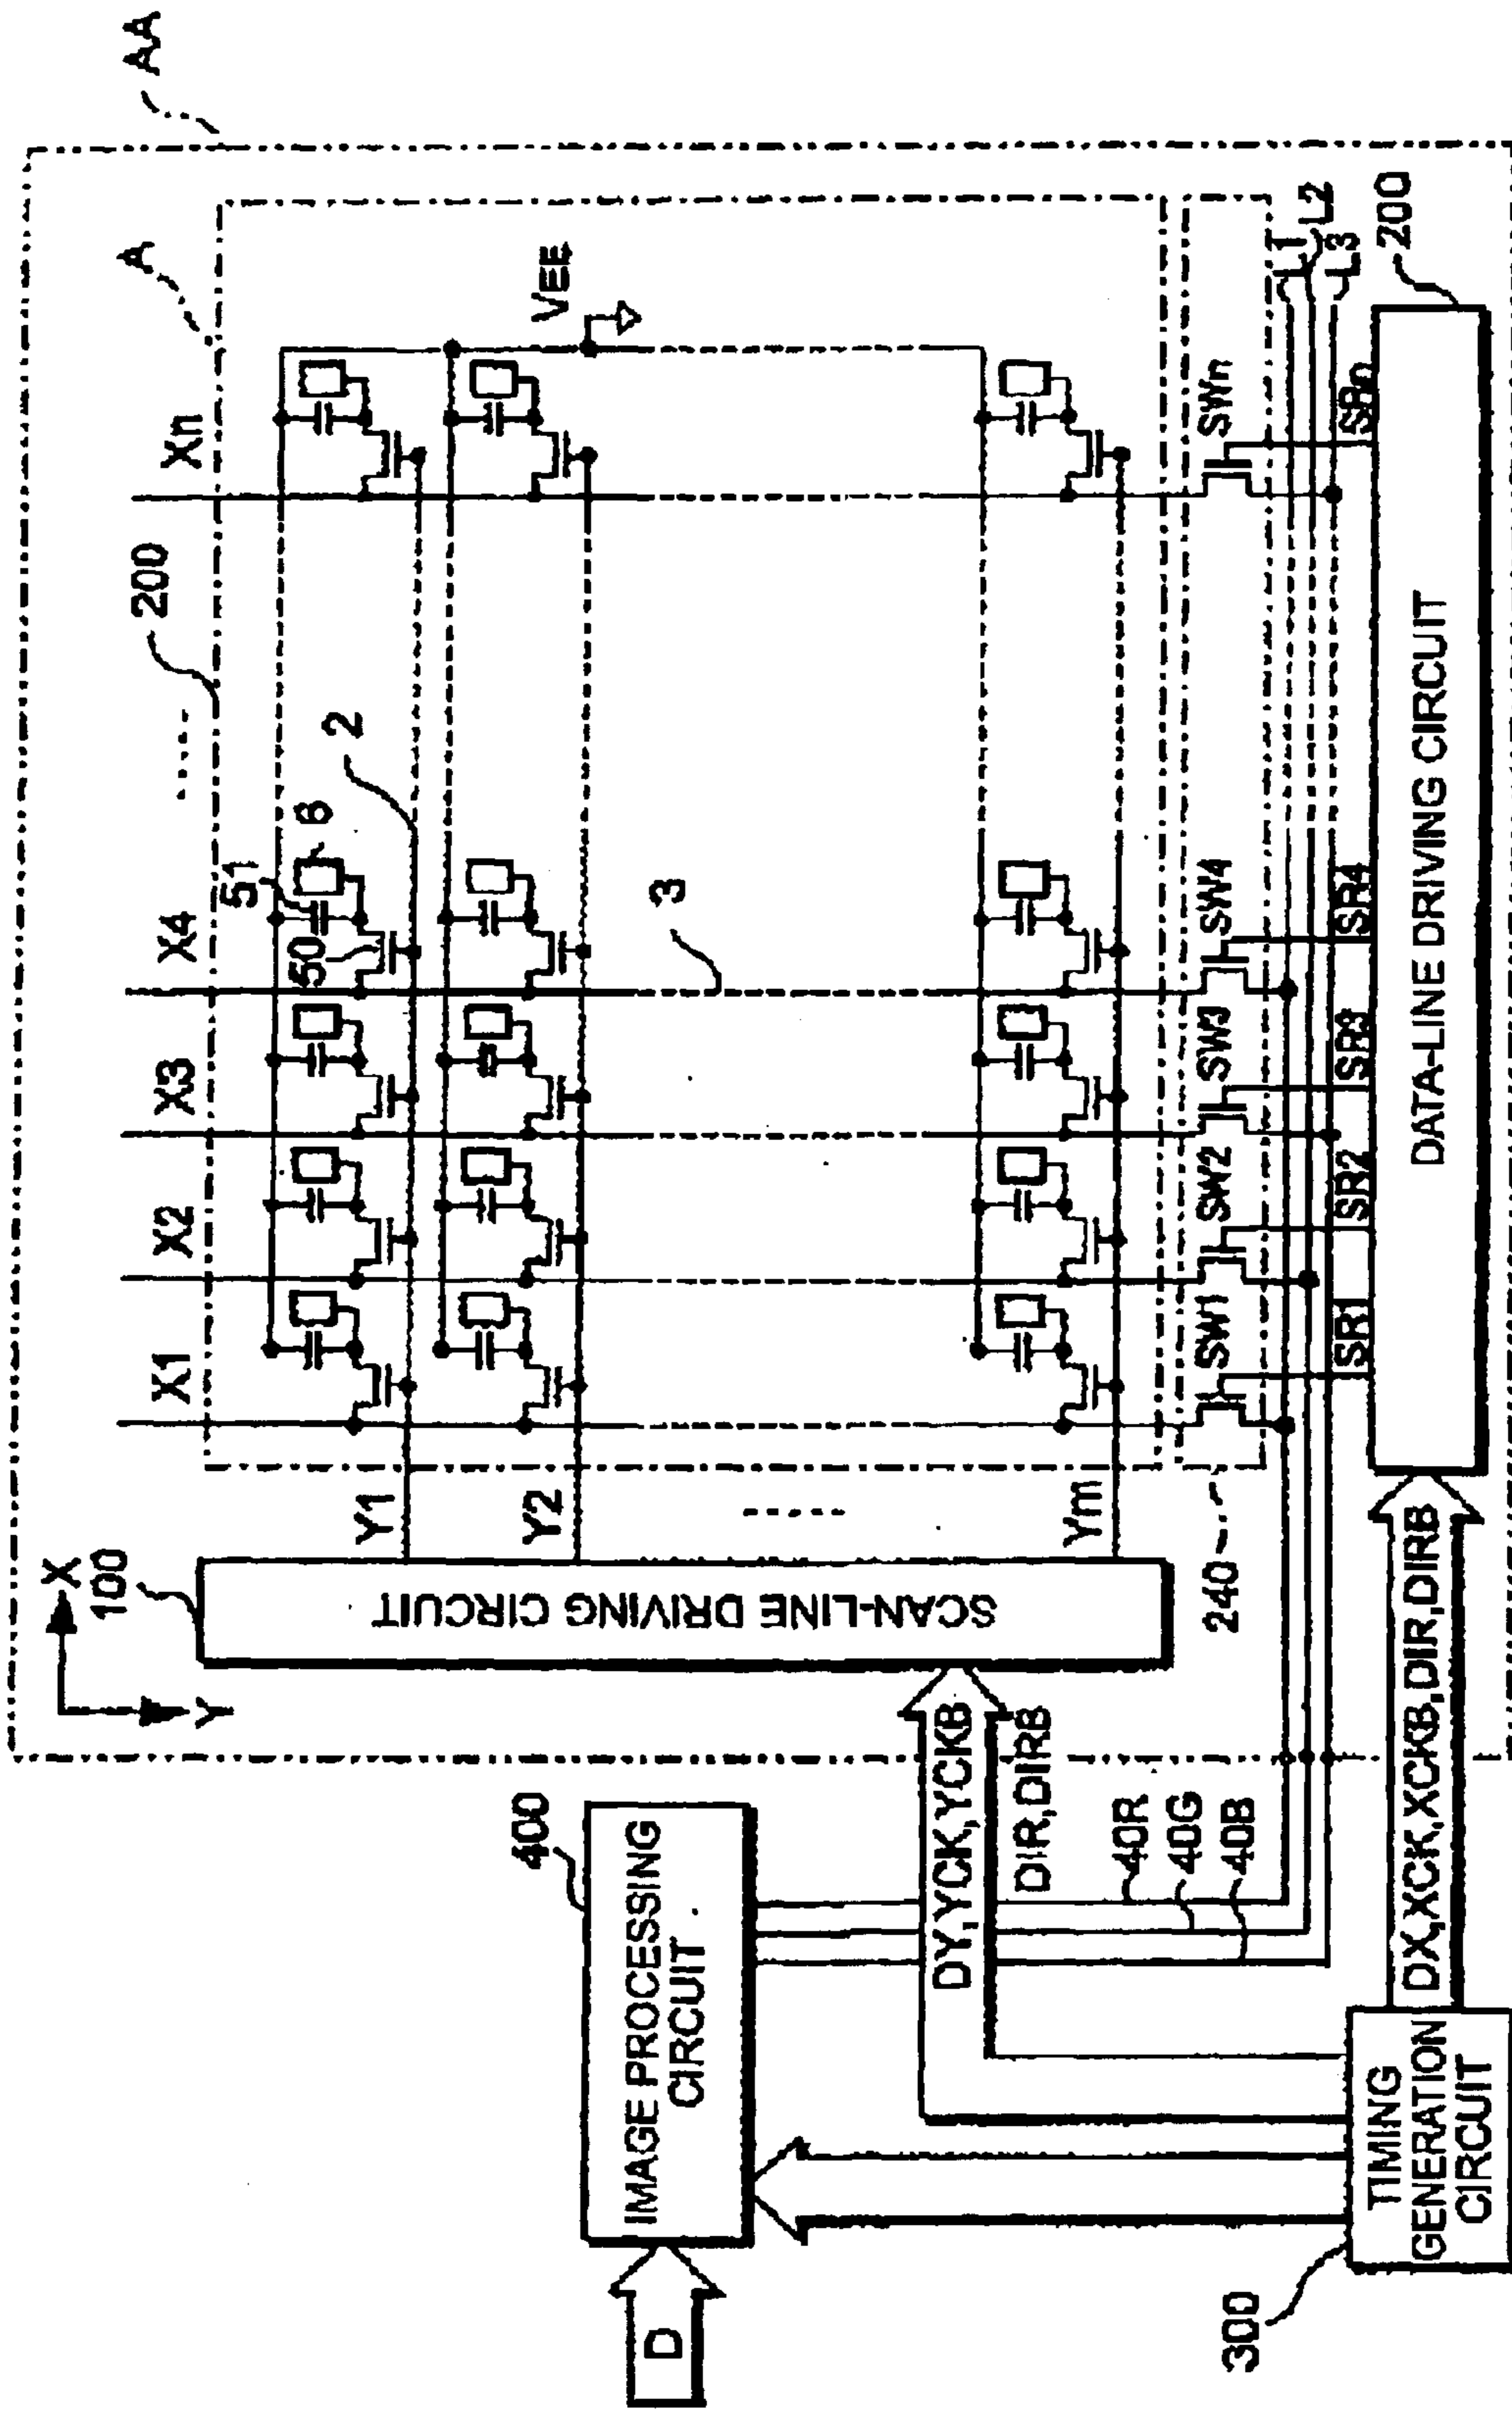 AA
A
200
X
100
Y
X1
X2
X3
X4
.....
Xn
51
6
50
2
VEE
Y1
Y2
.....
Ym
3
SCAN-LINE DRIVING CIRCUIT
400
IMAGE PROCESSING
CIRCUIT
D
DY,YCK,YCKB
DIR,DIRB
40R
40G
40B
240
SW1
SW2
SW3
SW4
SWn
L1
L2
L3
SR1
SR2
SR3
SR4
SRn
200
DATA-LINE DRIVING CIRCUIT
300
TIMING
GENERATION
CIRCUIT
DX,XCK,XCKB,DIR,DIRB